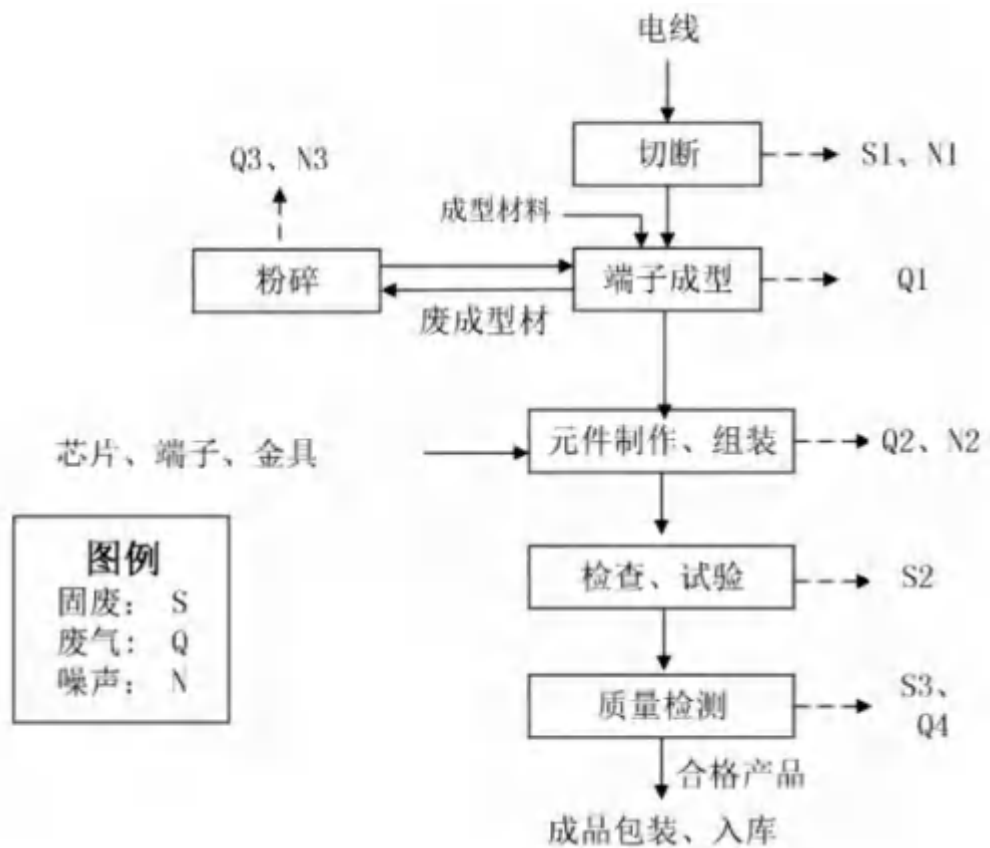 电线
切断
S1、N1
Q3、N3
成型材料
粉碎
端子成型
Q1
废成型材
芯片、端子、金具
元件制作、组装
Q2、N2
图例
固废： S
废气： Q
噪声： N
检查、试验
S2
质量检测
S3、
Q4
合格产品
成品包装、入库